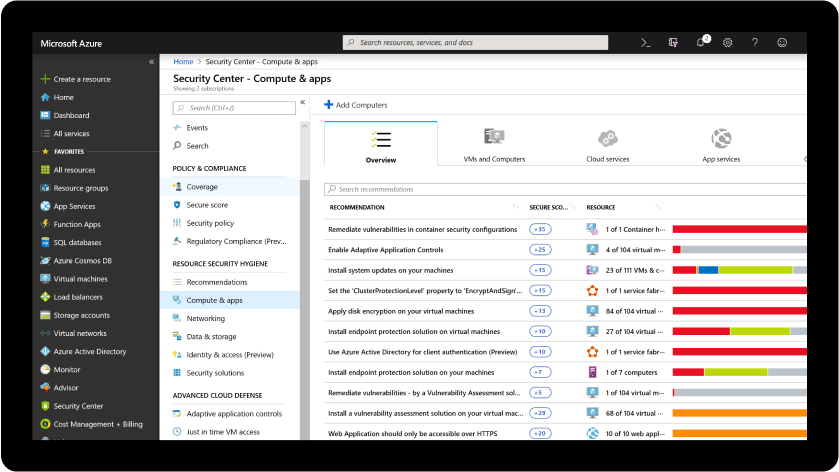 Microsoft Azure
Search resources, services, and docs
2
Create a resource
Home
Dashboard
All services
FAVORITES
All resources
Resource groups
App Services
Function Apps
SQL databases
Azure Cosmos DB
Virtual machines
Load balancers
Storage accounts
Virtual networks
Azure Active Directory
Monitor
Advisor
Security Center
Cost Management + Billing
Home > Security Center - Compute & apps
Security Center - Compute & apps
Showing 2 subscriptions
Search (Ctrl+/)
Events
Search
POLICY & COMPLIANCE
Coverage
Secure score
Security policy
Regulatory Compliance (Prev...
RESOURCE SECURITY HYGIENE
Recommendations
Compute & apps
Networking
Data & storage
Identity & access (Preview)
Security solutions
ADVANCED CLOUD DEFENSE
Adaptive application controls
Just in time VM access
Add Computers
Overview
VMs and Computers
Cloud services
App services
Search recommendations
RECOMMENDATION SECURE SCO... RESOURCE
Remediate vulnerabilities in container security configurations +35 1 of 1 Container h...
Enable Adaptive Application Controls +25 4 of 104 virtual m...
Install system updates on your machines +15 23 of 111 VMs & c...
Set the 'ClusterProtectionLevel' property to 'EncryptAndSign'... +15 1 of 1 service fabr...
Apply disk encryption on your virtual machines +13 84 of 104 virtual ...
Install endpoint protection solution on virtual machines +10 27 of 104 virtual ...
Use Azure Active Directory for client authentication (Preview) +10 1 of 1 service fabr...
Install endpoint protection solution on your machines +7 1 of 7 computers
Remediate vulnerabilities - by a Vulnerability Assessment sol... +5 1 of 104 virtual m...
Install a vulnerability assessment solution on your virtual mac... +29 68 of 104 virtual ...
Web Application should only be accessible over HTTPS +20 10 of 10 web appl...